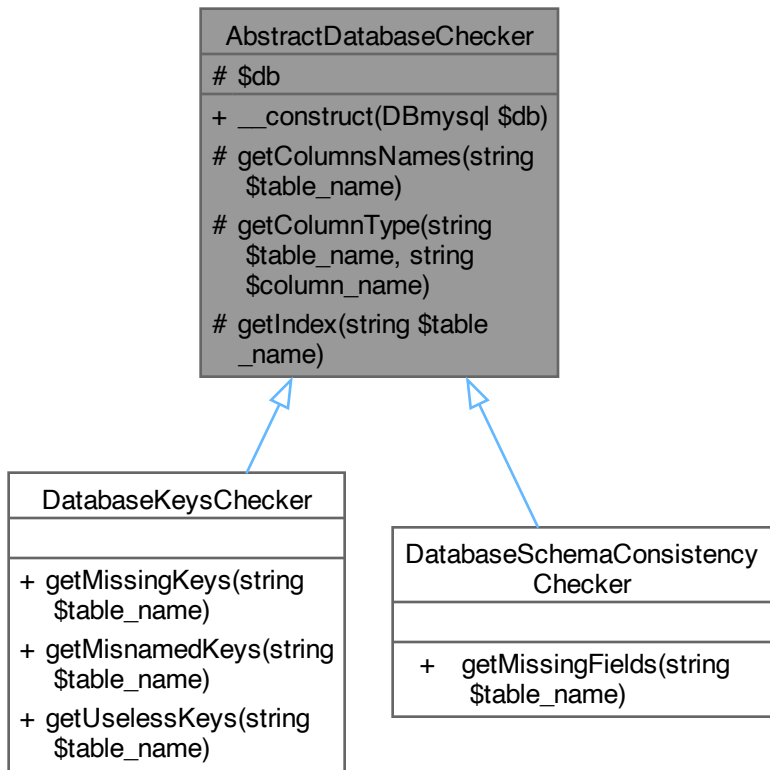 AbstractDatabaseChecker
# $db
+ __construct(DBmysql $db)
# getColumnsNames(string
$table_name)
# getColumnType(string
$table_name, string
$column_name)
# getIndex(string $table
_name)
DatabaseKeysChecker
+ getMissingKeys(string
$table_name)
+ getMisnamedKeys(string
$table_name)
+ getUselessKeys(string
$table_name)
DatabaseSchemaConsistency
Checker
+ getMissingFields(string
$table_name)